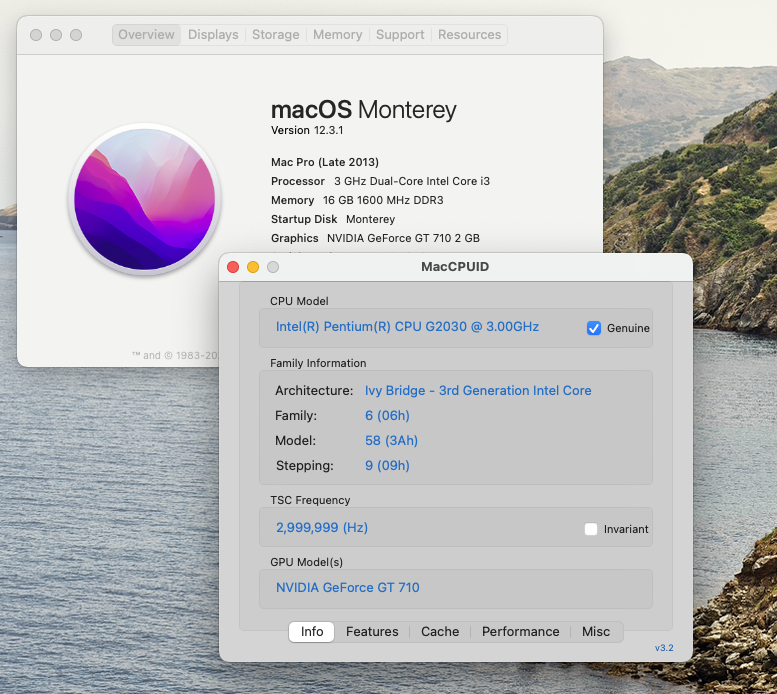 Overview Displays Storage Memory Support Resources
macOS Monterey
Version 12.3.1
Mac Pro (Late 2013)
Processor 3 GHz Dual-Core Intel Core i3
Memory 16 GB 1600 MHz DDR3
Startup Disk Monterey
Graphics NVIDIA GeForce GT 710 2 GB
™ and © 1983-20
MacCPUID
CPU Model
Intel(R) Pentium(R) CPU G2030 @ 3.00GHz Genuine
Family Information
Architecture: Ivy Bridge - 3rd Generation Intel Core
Family: 6 (06h)
Model: 58 (3Ah)
Stepping: 9 (09h)
TSC Frequency
2,999,999 (Hz) Invariant
GPU Model(s)
NVIDIA GeForce GT 710
Info Features Cache Performance Misc
v3.2